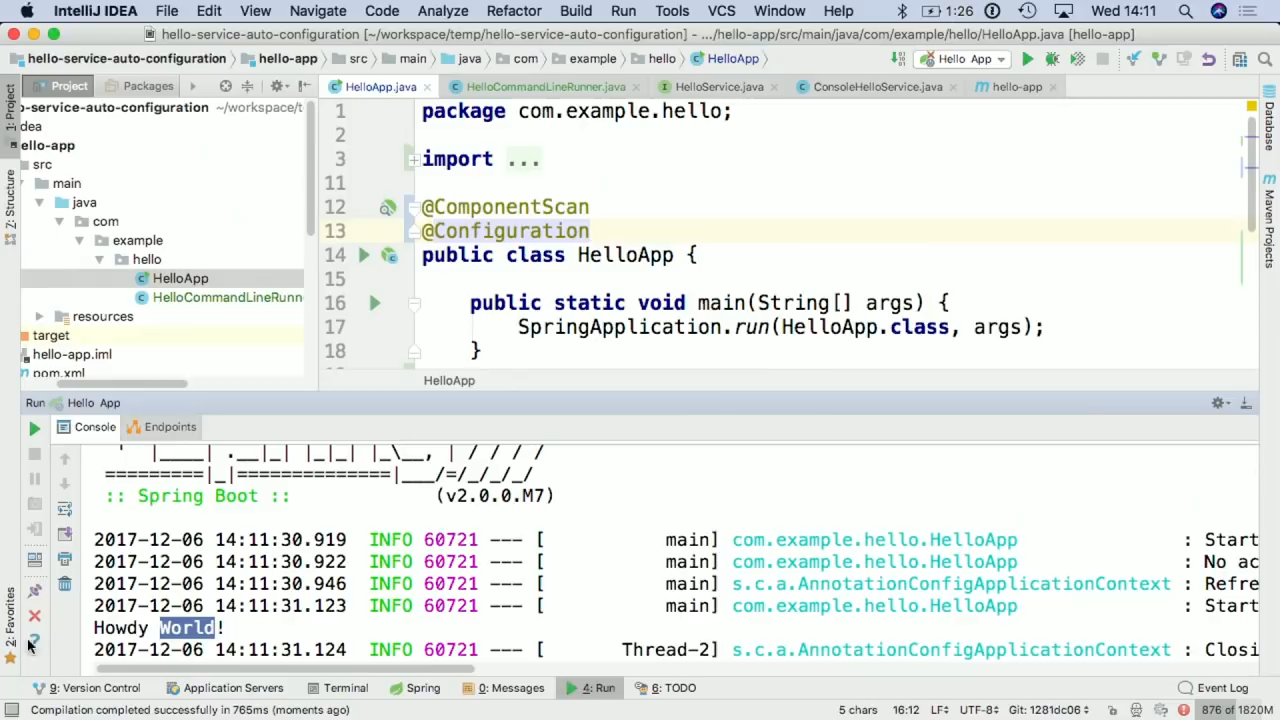 IntelliJ IDEA File Edit View Navigate Code Analyze Refactor Build Run Tools VCS Window Help 1:26 Wed 14:11
hello-service-auto-configuration [~/workspace/temp/hello-service-auto-configuration] - .../hello-app/src/main/java/com/example/hello/HelloApp.java [hello-app]
hello-service-auto-configuration hello-app src main java com example hello HelloApp Hello App
Project Packages HelloApp.java HelloCommandLineRunner.java HelloService.java ConsoleHelloService.java hello-app
1: Project
Z: Structure
2: Favorites
Database
Maven Projects
o-service-auto-configuration ~/workspace/t
dea
ello-app
src
main
java
com
example
hello
HelloApp
HelloCommandLineRunn
resources
target
hello-app.iml
pom.xml
1 package com.example.hello;
2
3 import ...
11
12 @ComponentScan
13 @Configuration
14 public class HelloApp {
15
16 public static void main(String[] args) {
17 SpringApplication.run(HelloApp.class, args);
18 }
HelloApp
Run Hello App
Console Endpoints
' |____| .__|_| |_|_| |_\__, | / / / /
=========|_|==============|___/=/_/_/_/
:: Spring Boot :: (v2.0.0.M7)
2017-12-06 14:11:30.919 INFO 60721 --- [ main] com.example.hello.HelloApp : Start
2017-12-06 14:11:30.922 INFO 60721 --- [ main] com.example.hello.HelloApp : No ac
2017-12-06 14:11:30.946 INFO 60721 --- [ main] s.c.a.AnnotationConfigApplicationContext : Refre
2017-12-06 14:11:31.123 INFO 60721 --- [ main] com.example.hello.HelloApp : Start
Howdy World!
2017-12-06 14:11:31.124 INFO 60721 --- [ Thread-2] s.c.a.AnnotationConfigApplicationContext : Closi
9: Version Control Application Servers Terminal Spring 0: Messages 4: Run 6: TODO Event Log
Compilation completed successfully in 765ms (moments ago) 5 chars 16:12 LF UTF-8 Git: 1281dc06 876 of 1820M